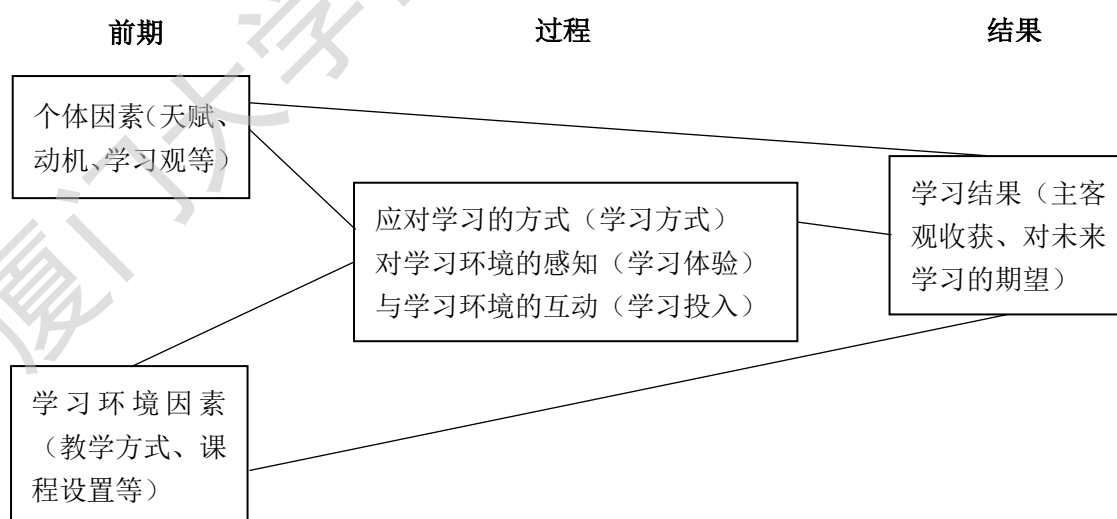 前期
过程
结果
个体因素（天赋、
动机、学习观等）
应对学习的方式（学习方式）
对学习环境的感知（学习体验）
与学习环境的互动（学习投入）
学习结果（主客
观收获、对未来
学习的期望）
学习环境因素
（教学方式、课
程设置等）
厦门大学